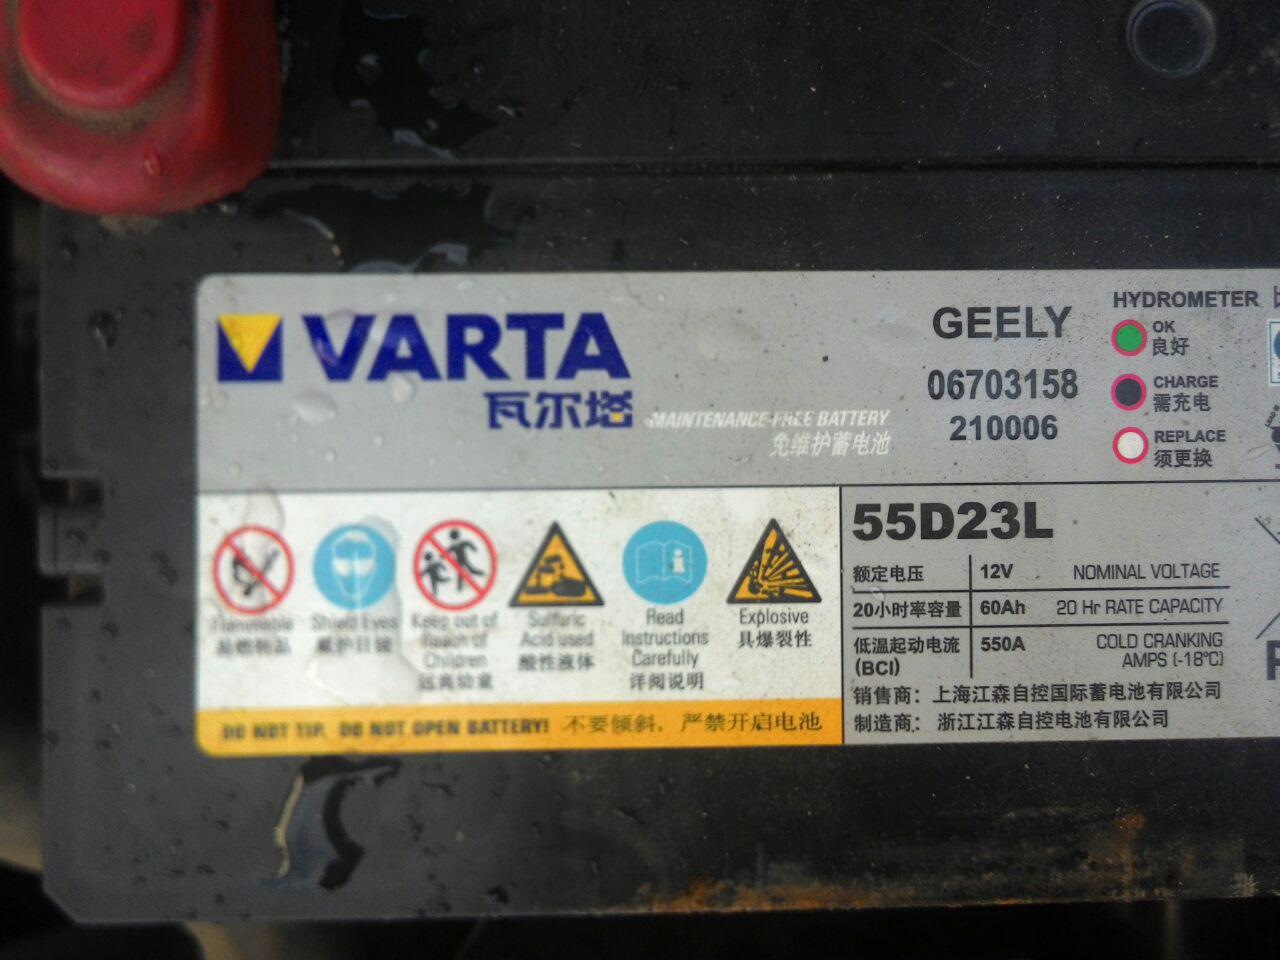 VARTA
瓦尔塔
MAINTENANCE-FREE BATTERY
免维护蓄电池
GEELY
06703158
210006
HYDROMETER
OK
良好
CHARGE
需充电
REPLACE
须更换
Flammable
易燃物品
Shield Eyes
戴护目镜
Keep out of
Reach of
Children
远离幼童
Sulfuric
Acid used
酸性液体
Read
Instructions
Carefully
详阅说明
Explosive
具爆裂性
DO NOT TIP, DO NOT OPEN BATTERY! 不要倾斜，严禁开启电池
55D23L
额定电压 12V NOMINAL VOLTAGE
20小时率容量 60Ah 20 Hr RATE CAPACITY
低温起动电流 550A COLD CRANKING
(BCI) AMPS (-18℃)
销售商：上海江森自控国际蓄电池有限公司
制造商：浙江江森自控电池有限公司